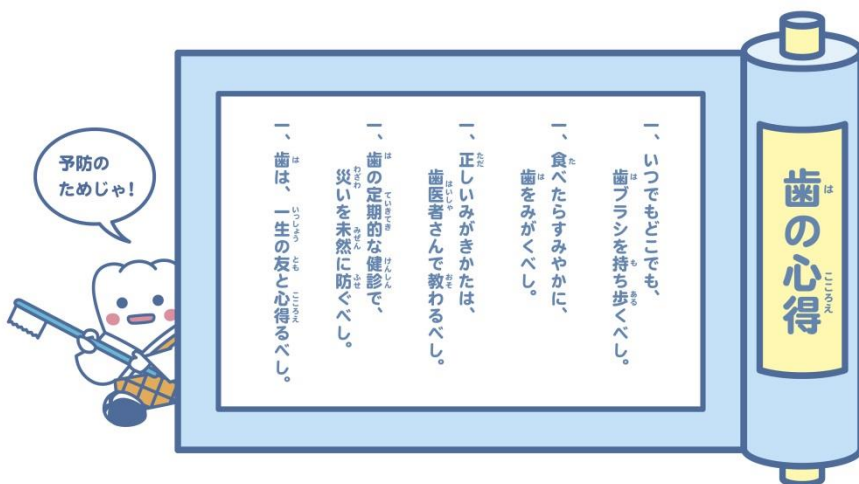 歯の心得
一、いつでもどこでも、
歯ブラシを持ち歩くべし。
一、食べたらすみやかに、
歯をみがくべし。
一、正しいみがきかたは、
歯医者さんで教わるべし。
一、歯の定期的な健診で、
災いを未然に防ぐべし。
一、歯は、一生の友と心得るべし。
予防の
ためじゃ!